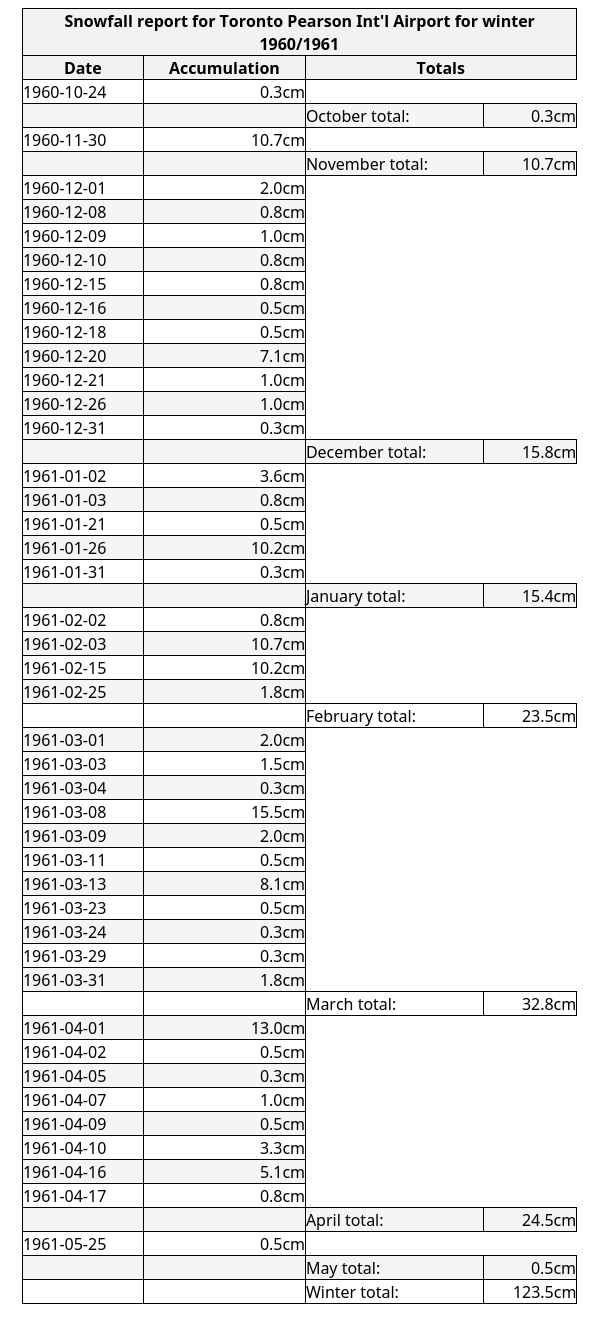 Snowfall report for Toronto Pearson Int'l Airport for winter
1960/1961
Date Accumulation Totals
1960-10-24 0.3cm
October total: 0.3cm
1960-11-30 10.7cm
November total: 10.7cm
1960-12-01 2.0cm
1960-12-08 0.8cm
1960-12-09 1.0cm
1960-12-10 0.8cm
1960-12-15 0.8cm
1960-12-16 0.5cm
1960-12-18 0.5cm
1960-12-20 7.1cm
1960-12-21 1.0cm
1960-12-26 1.0cm
1960-12-31 0.3cm
December total: 15.8cm
1961-01-02 3.6cm
1961-01-03 0.8cm
1961-01-21 0.5cm
1961-01-26 10.2cm
1961-01-31 0.3cm
January total: 15.4cm
1961-02-02 0.8cm
1961-02-03 10.7cm
1961-02-15 10.2cm
1961-02-25 1.8cm
February total: 23.5cm
1961-03-01 2.0cm
1961-03-03 1.5cm
1961-03-04 0.3cm
1961-03-08 15.5cm
1961-03-09 2.0cm
1961-03-11 0.5cm
1961-03-13 8.1cm
1961-03-23 0.5cm
1961-03-24 0.3cm
1961-03-29 0.3cm
1961-03-31 1.8cm
March total: 32.8cm
1961-04-01 13.0cm
1961-04-02 0.5cm
1961-04-05 0.3cm
1961-04-07 1.0cm
1961-04-09 0.5cm
1961-04-10 3.3cm
1961-04-16 5.1cm
1961-04-17 0.8cm
April total: 24.5cm
1961-05-25 0.5cm
May total: 0.5cm
Winter total: 123.5cm